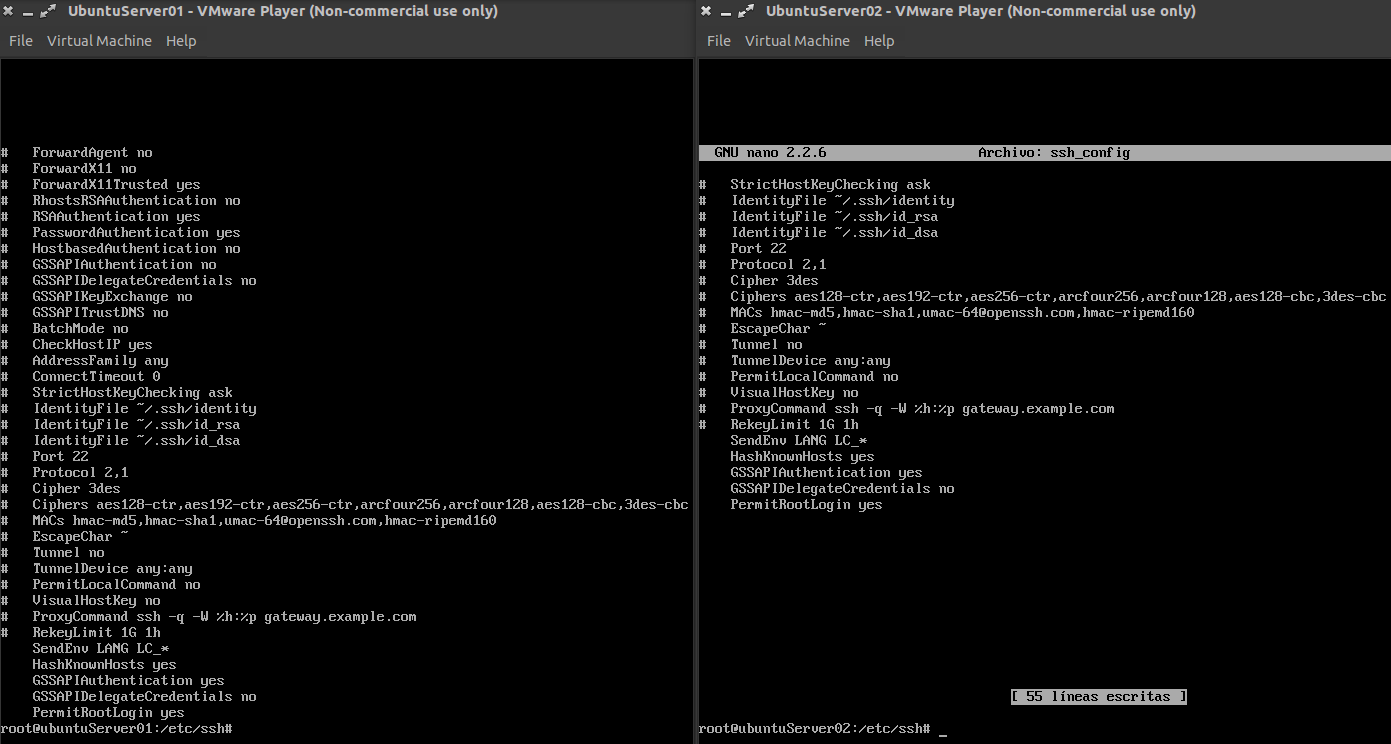 UbuntuServer01 - VMware Player (Non-commercial use only)
File Virtual Machine Help
# ForwardAgent no
# ForwardX11 no
# ForwardX11Trusted yes
# RhostsRSAAuthentication no
# RSAAuthentication yes
# PasswordAuthentication yes
# HostbasedAuthentication no
# GSSAPIAuthentication no
# GSSAPIDelegateCredentials no
# GSSAPIKeyExchange no
# GSSAPITrustDNS no
# BatchMode no
# CheckHostIP yes
# AddressFamily any
# ConnectTimeout 0
# StrictHostKeyChecking ask
# IdentityFile ~/.ssh/identity
# IdentityFile ~/.ssh/id_rsa
# IdentityFile ~/.ssh/id_dsa
# Port 22
# Protocol 2,1
# Cipher 3des
# Ciphers aes128-ctr,aes192-ctr,aes256-ctr,arcfour256,arcfour128,aes128-cbc,3des-cbc
# MACs hmac-md5,hmac-sha1,umac-64@openssh.com,hmac-ripemd160
# EscapeChar ~
# Tunnel no
# TunnelDevice any:any
# PermitLocalCommand no
# VisualHostKey no
# ProxyCommand ssh -q -W %h:%p gateway.example.com
# RekeyLimit 1G 1h
SendEnv LANG LC_*
HashKnownHosts yes
GSSAPIAuthentication yes
GSSAPIDelegateCredentials no
PermitRootLogin yes
root@ubuntuServer01:/etc/ssh#
UbuntuServer02 - VMware Player (Non-commercial use only)
File Virtual Machine Help
GNU nano 2.2.6 Archivo: ssh_config
# StrictHostKeyChecking ask
# IdentityFile ~/.ssh/identity
# IdentityFile ~/.ssh/id_rsa
# IdentityFile ~/.ssh/id_dsa
# Port 22
# Protocol 2,1
# Cipher 3des
# Ciphers aes128-ctr,aes192-ctr,aes256-ctr,arcfour256,arcfour128,aes128-cbc,3des-cbc
# MACs hmac-md5,hmac-sha1,umac-64@openssh.com,hmac-ripemd160
# EscapeChar ~
# Tunnel no
# TunnelDevice any:any
# PermitLocalCommand no
# VisualHostKey no
# ProxyCommand ssh -q -W %h:%p gateway.example.com
# RekeyLimit 1G 1h
SendEnv LANG LC_*
HashKnownHosts yes
GSSAPIAuthentication yes
GSSAPIDelegateCredentials no
PermitRootLogin yes
[ 55 líneas escritas ]
root@ubuntuServer02:/etc/ssh# _